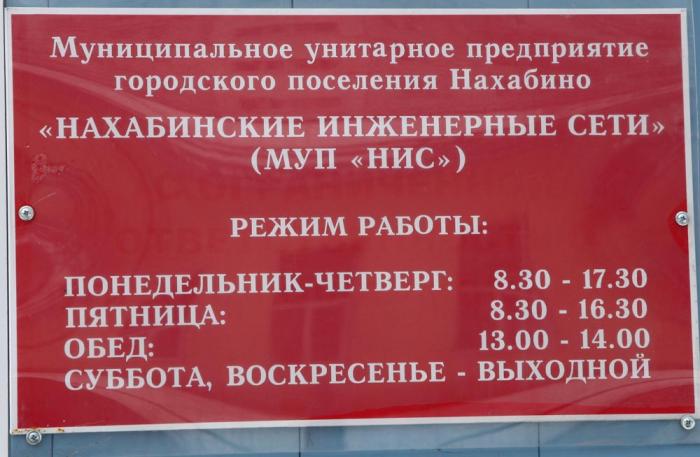 Муниципальное унитарное предприятие
городского поселения Нахабино
«НАХАБИНСКИЕ ИНЖЕНЕРНЫЕ СЕТИ»
(МУП «НИС»)
РЕЖИМ РАБОТЫ:
ПОНЕДЕЛЬНИК-ЧЕТВЕРГ: 8.30 - 17.30
ПЯТНИЦА: 8.30 - 16.30
ОБЕД: 13.00 - 14.00
СУББОТА, ВОСКРЕСЕНЬЕ - ВЫХОДНОЙ